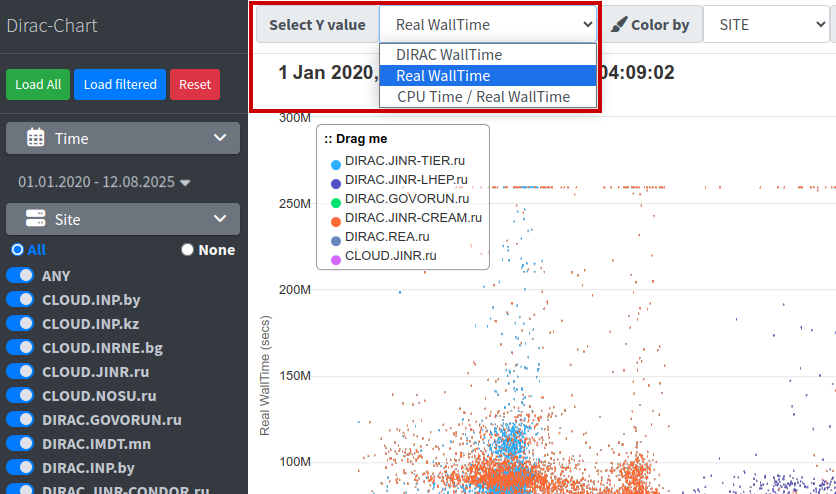 Dirac-Chart
Load All
Load filtered
Reset
Time
01.01.2020 - 12.08.2025
Site
All
None
ANY
CLOUD.INP.by
CLOUD.INP.kz
CLOUD.INRNE.bg
CLOUD.JINR.ru
CLOUD.NOSU.ru
DIRAC.GOVORUN.ru
DIRAC.IMDT.mn
DIRAC.INP.by
DIRAC.JINR-CONDOR.ru
Select Y value
Real WallTime
DIRAC WallTime
Real WallTime
CPU Time / Real WallTime
Color by
SITE
1 Jan 2020,
04:09:02
300M
250M
200M
150M
100M
Real WallTime (secs)
:: Drag me
DIRAC.JINR-TIER.ru
DIRAC.JINR-LHEP.ru
DIRAC.GOVORUN.ru
DIRAC.JINR-CREAM.ru
DIRAC.REA.ru
CLOUD.JINR.ru